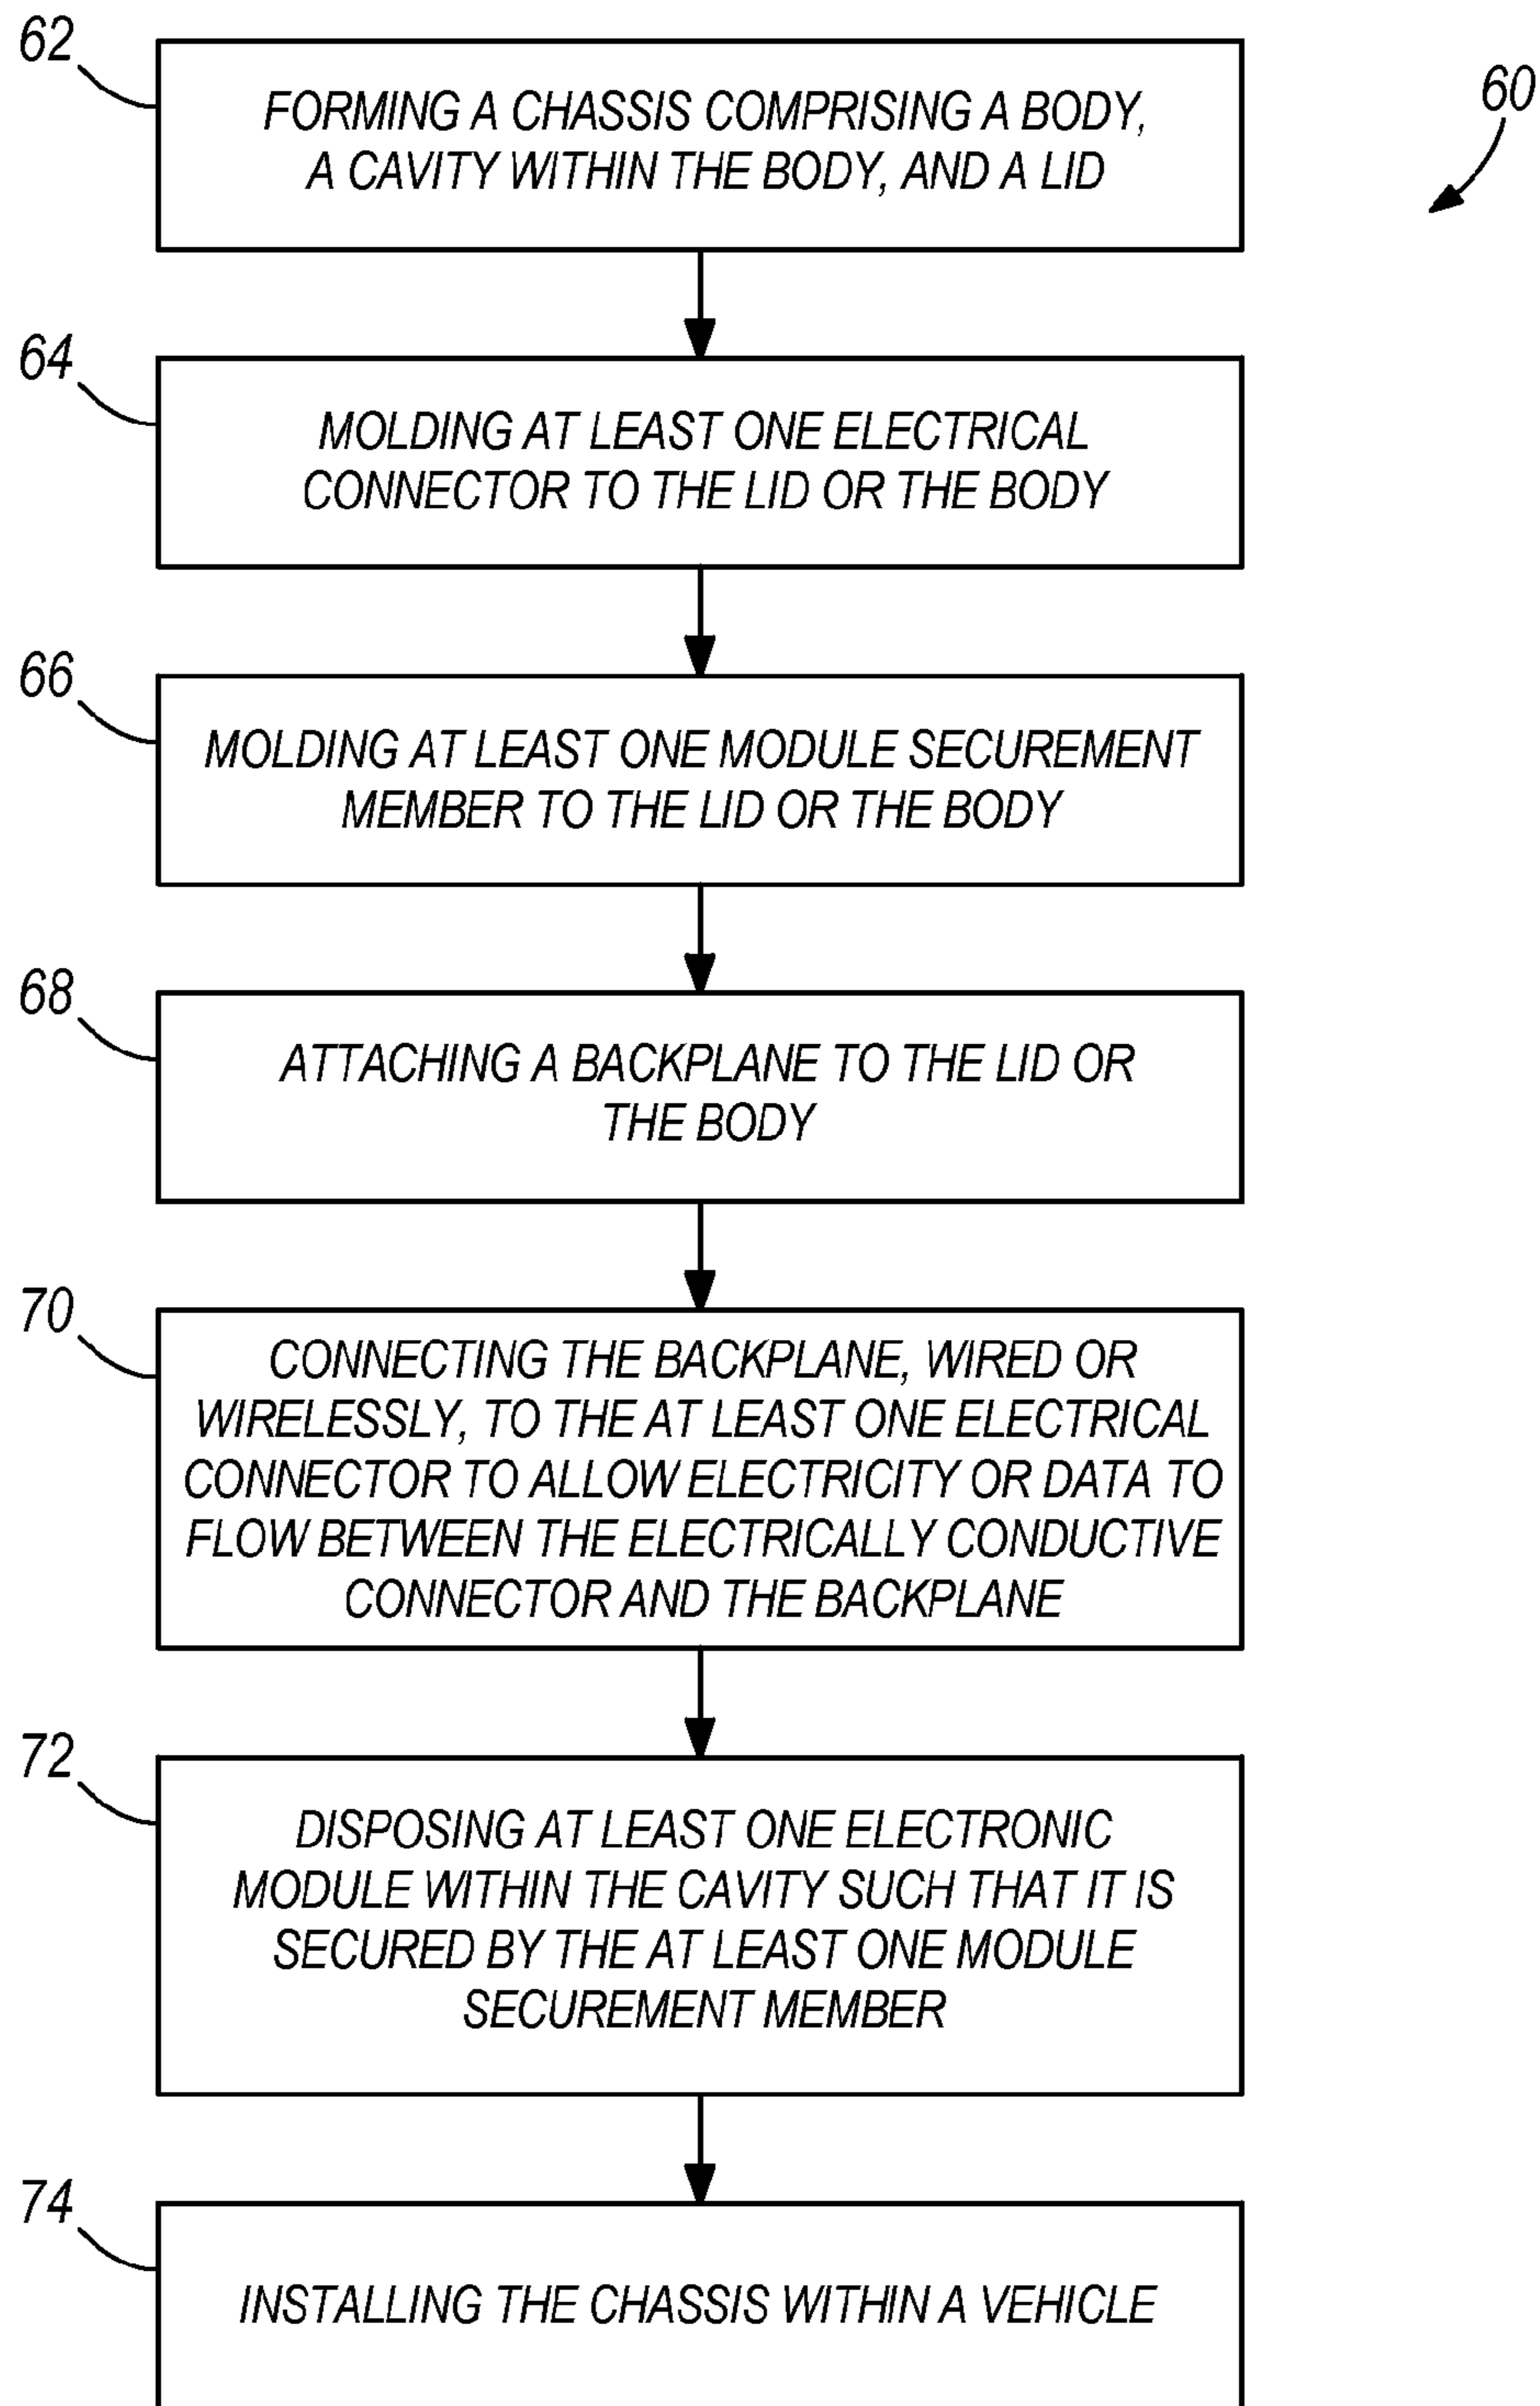 62
60
FORMING A CHASSIS COMPRISING A BODY,
A CAVITY WITHIN THE BODY, AND A LID
64
MOLDING AT LEAST ONE ELECTRICAL
CONNECTOR TO THE LID OR THE BODY
66
MOLDING AT LEAST ONE MODULE SECUREMENT
MEMBER TO THE LID OR THE BODY
68
ATTACHING A BACKPLANE TO THE LID OR
THE BODY
70
CONNECTING THE BACKPLANE, WIRED OR
WIRELESSLY, TO THE AT LEAST ONE ELECTRICAL
CONNECTOR TO ALLOW ELECTRICITY OR DATA TO
FLOW BETWEEN THE ELECTRICALLY CONDUCTIVE
CONNECTOR AND THE BACKPLANE
72
DISPOSING AT LEAST ONE ELECTRONIC
MODULE WITHIN THE CAVITY SUCH THAT IT IS
SECURED BY THE AT LEAST ONE MODULE
SECUREMENT MEMBER
74
INSTALLING THE CHASSIS WITHIN A VEHICLE